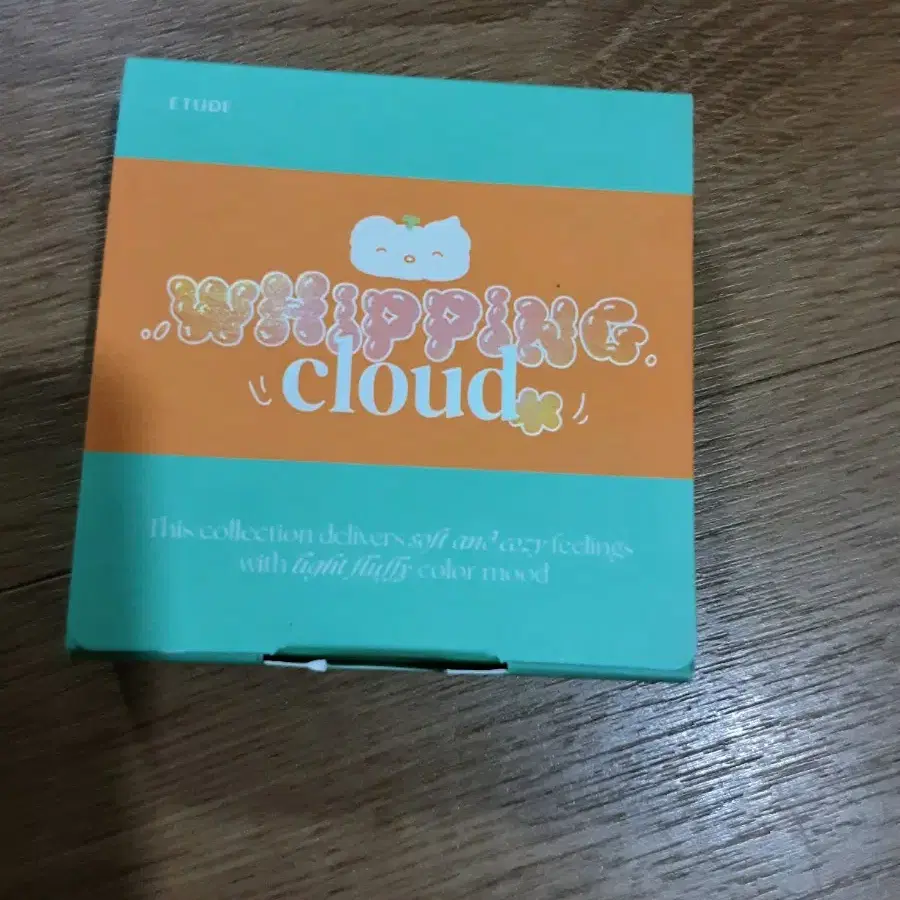 ETUDE
WHiPPiNG
cloud
This collection delivers soft and cozy feelings
with light fluffy color mood